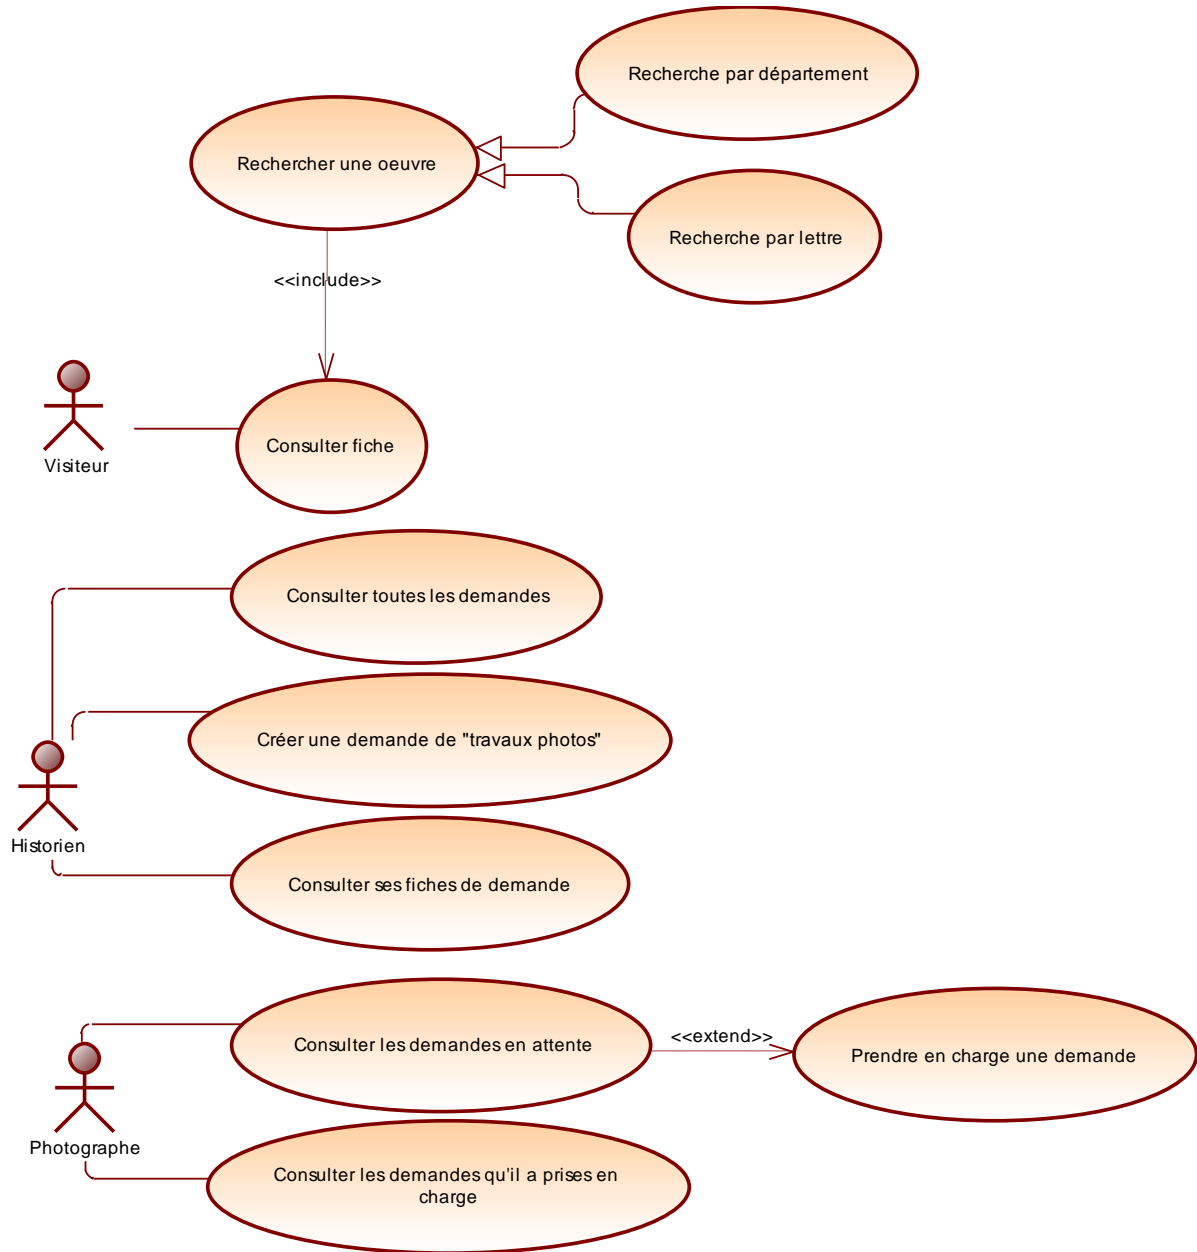 Recherche par département
Rechercher une oeuvre
Recherche par lettre
<<include>>
Visiteur
Consulter fiche
Consulter toutes les demandes
Créer une demande de "travaux photos"
Historien
Consulter ses fiches de demande
Consulter les demandes en attente
<<extend>>
Prendre en charge une demande
Photographe
Consulter les demandes qu'il a prises en
charge